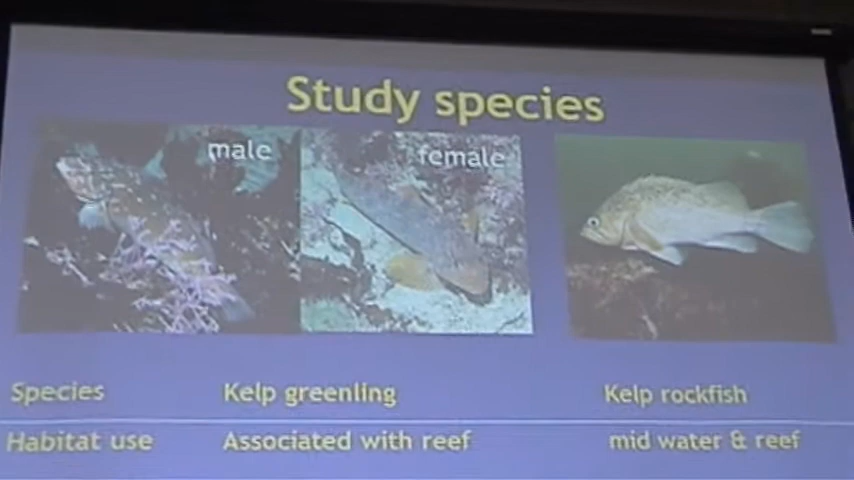 Study species
male
female
Species Kelp greenling Kelp rockfish
Habitat use Associated with reef mid water & reef